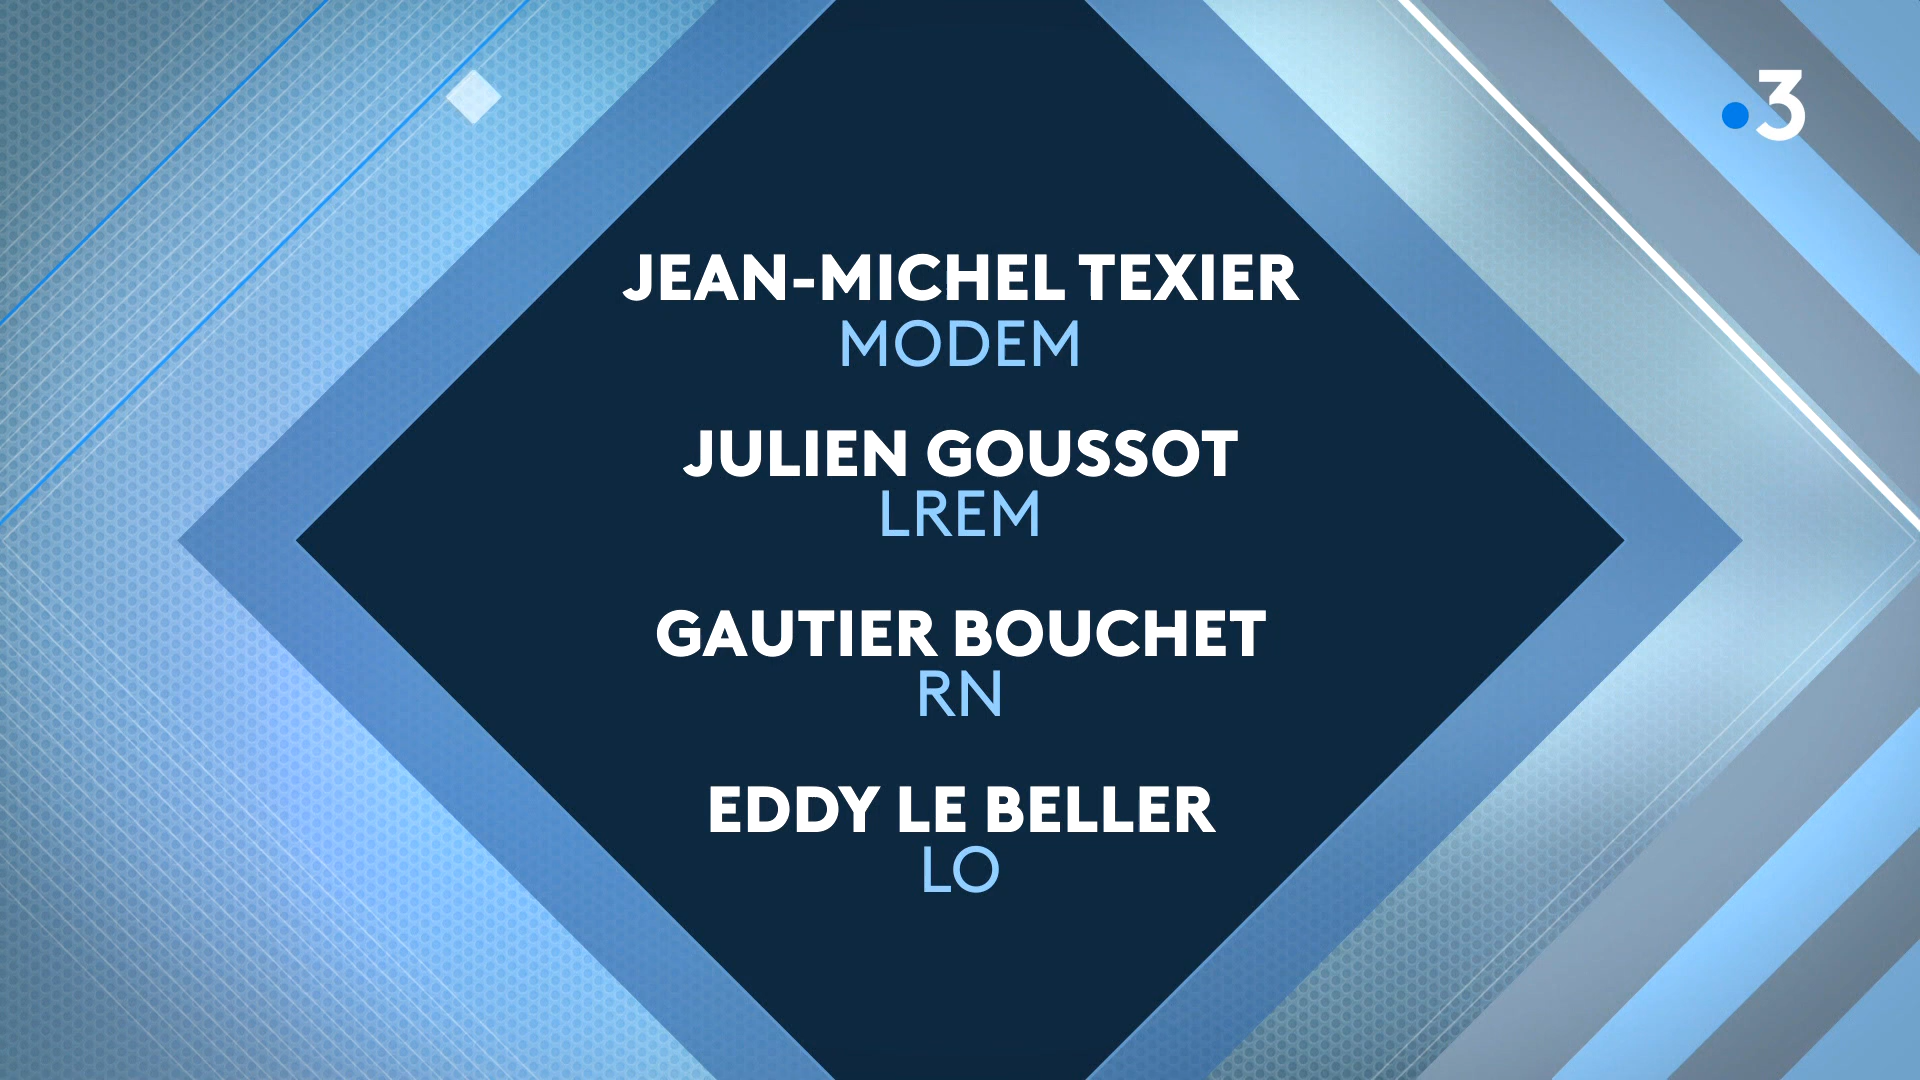 3
JEAN-MICHEL TEXIER
MODEM
JULIEN GOUSSOT
LREM
GAUTIER BOUCHET
RN
EDDY LE BELLER
LO